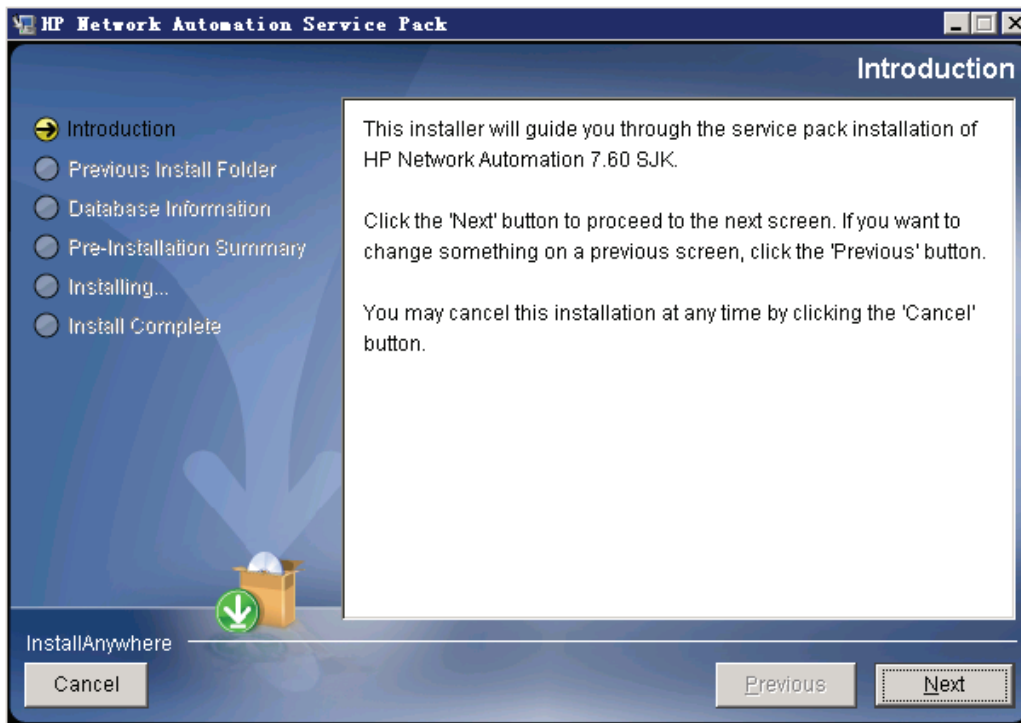 HP Network Automation Service Pack
Introduction
Introduction
Previous Install Folder
Database Information
Pre-Installation Summary
Installing...
Install Complete
This installer will guide you through the service pack installation of
HP Network Automation 7.60 SJK.
Click the 'Next' button to proceed to the next screen. If you want to
change something on a previous screen, click the 'Previous' button.
You may cancel this installation at any time by clicking the 'Cancel'
button.
InstallAnywhere
Cancel
Previous
Next